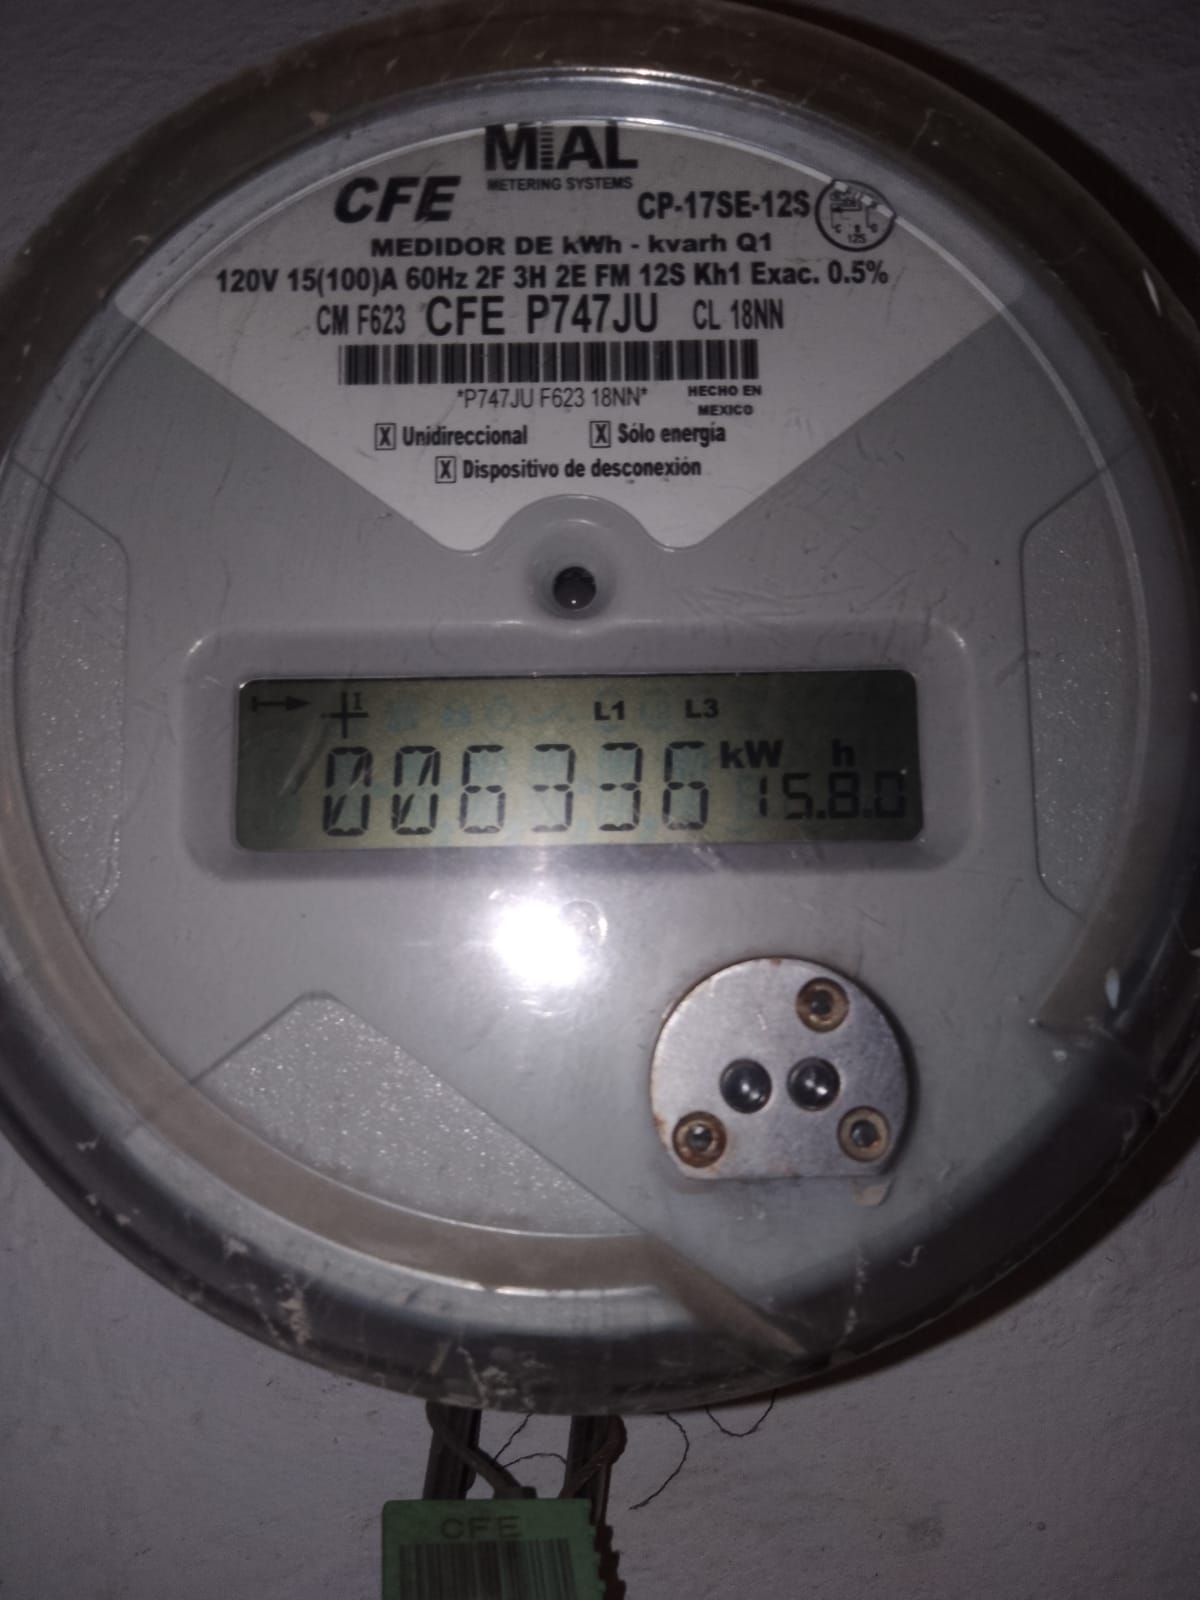 MIAL
METERING SYSTEMS
CFE
CP-17SE-12S
12S
MEDIDOR DE kWh - kvarh Q1
120V 15(100)A 60Hz 2F 3H 2E FM 12S Kh1 Exac. 0.5%
CM F623 CFE P747JU CL 18NN
*P747JU F623 18NN*
HECHO EN
MEXICO
X Unidireccional X Sólo energía
X Dispositivo de desconexión
L1 L3
006336 kW h
15.8.0
CFE